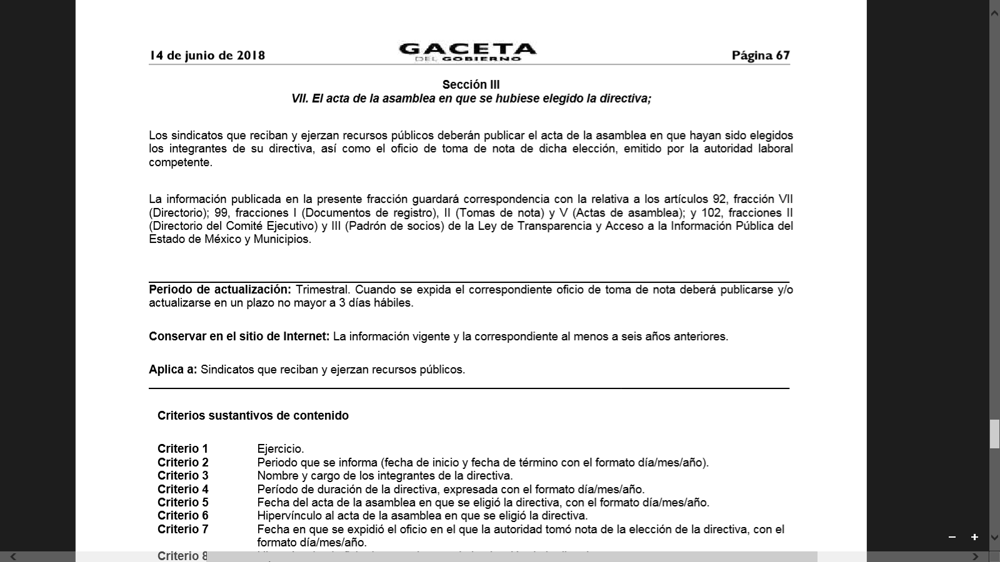 14 de junio de 2018
GACETA
DEL GOBIERNO
Página 67
Sección III
VII. El acta de la asamblea en que se hubiese elegido la directiva;
Los sindicatos que reciban y ejerzan recursos públicos deberán publicar el acta de la asamblea en que hayan sido elegidos
los integrantes de su directiva, así como el oficio de toma de nota de dicha elección, emitido por la autoridad laboral
competente.
La información publicada en la presente fracción guardará correspondencia con la relativa a los artículos 92, fracción VII
(Directorio); 99, fracciones I (Documentos de registro), II (Tomas de nota) y V (Actas de asamblea); y 102, fracciones II
(Directorio del Comité Ejecutivo) y III (Padrón de socios) de la Ley de Transparencia y Acceso a la Información Pública del
Estado de México y Municipios.
Periodo de actualización: Trimestral. Cuando se expida el correspondiente oficio de toma de nota deberá publicarse y/o
actualizarse en un plazo no mayor a 3 días hábiles.
Conservar en el sitio de Internet: La información vigente y la correspondiente al menos a seis años anteriores.
Aplica a: Sindicatos que reciban y ejerzan recursos públicos.
Criterios sustantivos de contenido
Criterio 1 Ejercicio.
Criterio 2 Periodo que se informa (fecha de inicio y fecha de término con el formato día/mes/año).
Criterio 3 Nombre y cargo de los integrantes de la directiva.
Criterio 4 Período de duración de la directiva, expresada con el formato día/mes/año.
Criterio 5 Fecha del acta de la asamblea en que se eligió la directiva, con el formato día/mes/año.
Criterio 6 Hipervínculo al acta de la asamblea en que se eligió la directiva.
Criterio 7 Fecha en que se expidió el oficio en el que la autoridad tomó nota de la elección de la directiva, con el
formato día/mes/año.
Criterio 8